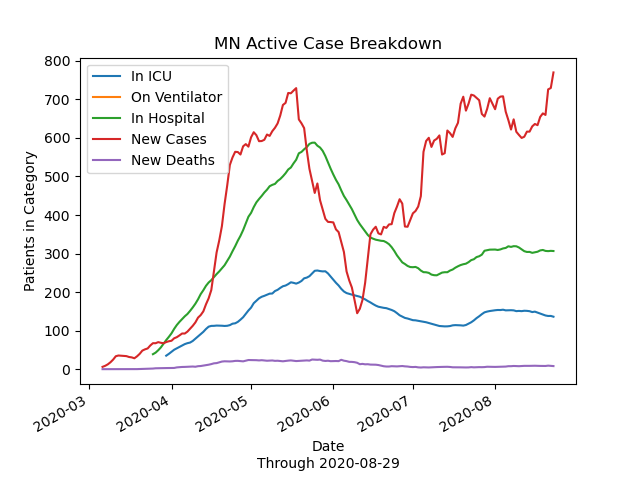 MN Active Case Breakdown
In ICU
On Ventilator
In Hospital
New Cases
New Deaths
Patients in Category
800
700
600
500
400
300
200
100
0
2020-03
2020-04
2020-05
2020-06
2020-07
2020-08
Date
Through 2020-08-29